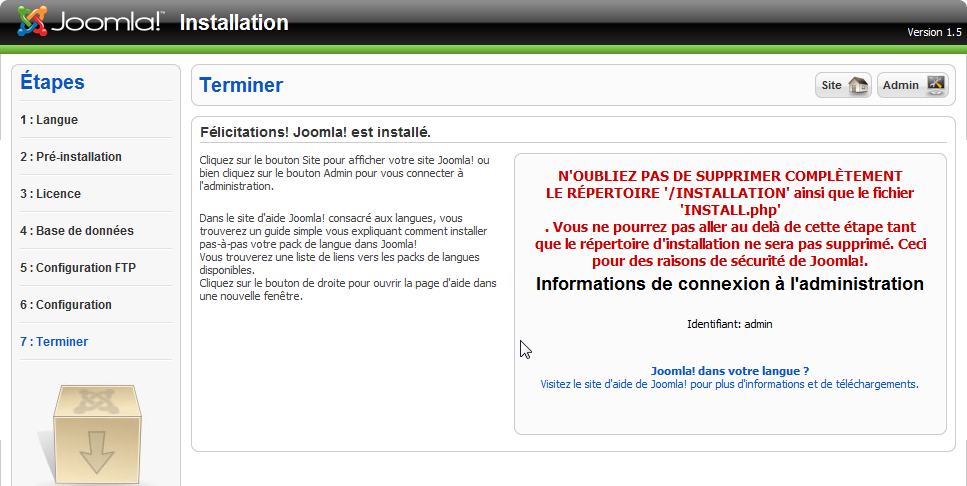 Joomla!™ Installation
Version 1.5
Étapes
1 : Langue
2 : Pré-installation
3 : Licence
4 : Base de données
5 : Configuration FTP
6 : Configuration
7 : Terminer
Terminer
Site
Admin
Félicitations! Joomla! est installé.
Cliquez sur le bouton Site pour afficher votre site Joomla! ou
bien cliquez sur le bouton Admin pour vous connecter à
l'administration.
Dans le site d'aide Joomla! consacré aux langues, vous
trouverez un guide simple vous expliquant comment installer
pas-à-pas votre pack de langue dans Joomla!
Vous trouverez une liste de liens vers les packs de langues
disponibles.
Cliquez sur le bouton de droite pour ouvrir la page d'aide dans
une nouvelle fenêtre.
N'OUBLIEZ PAS DE SUPPRIMER COMPLÈTEMENT
LE RÉPERTOIRE '/INSTALLATION' ainsi que le fichier
'INSTALL.php'
. Vous ne pourrez pas aller au delà de cette étape tant
que le répertoire d'installation ne sera pas supprimé. Ceci
pour des raisons de sécurité de Joomla!.
Informations de connexion à l'administration
Identifiant: admin
Joomla! dans votre langue ?
Visitez le site d'aide de Joomla! pour plus d'informations et de téléchargements.